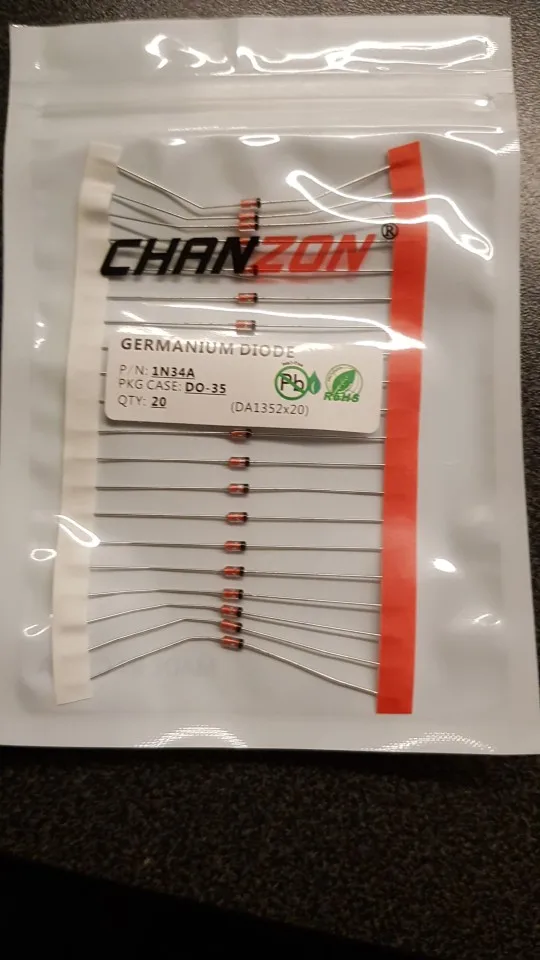 CHANZON®
GERMANIUM DIODE
P/N: 1N34A
PKG CASE: DO-35
QTY: 20
(DA1352x20)
Pb
RoHS